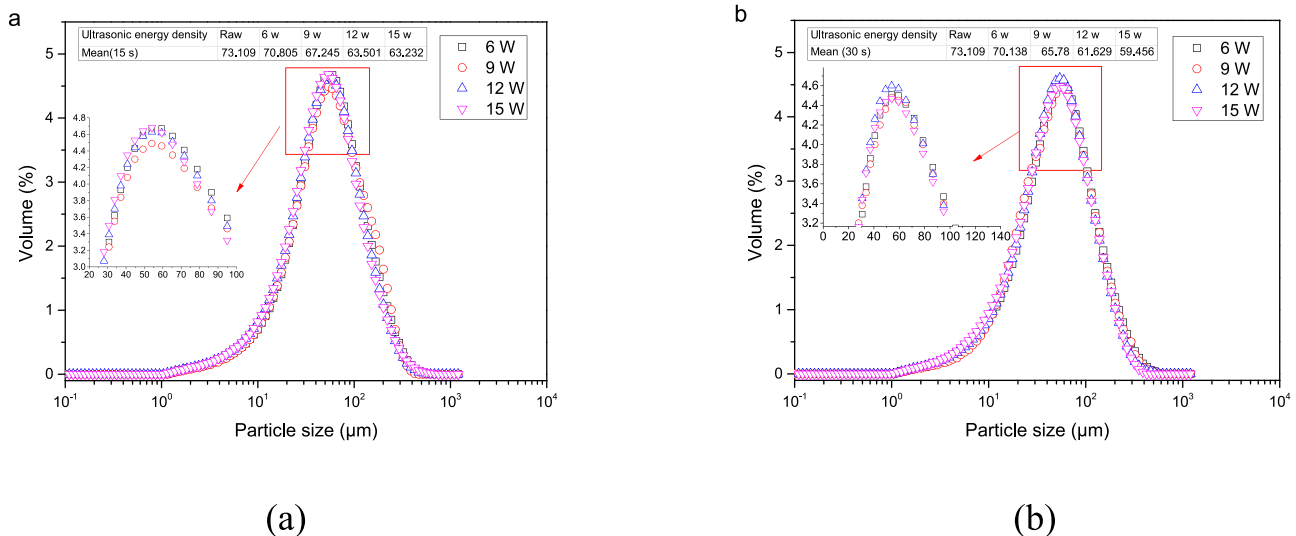 a
Ultrasonic energy density Raw 6 w 9 w 12 w 15 w
Mean(15 s) 73.109 70.805 67.245 63.501 63.232
6 W
9 W
12 W
15 W
5
4
3
2
1
0
Volume (%)
4.8
4.6
4.4
4.2
4.0
3.8
3.6
3.4
3.2
3.0
20 30 40 50 60 70 80 90 100
10-1 100 101 102 103 104
Particle size (µm)
(a)
b
Ultrasonic energy density Raw 6 w 9 w 12 w 15 w
Mean (30 s) 73.109 70.138 65.78 61.629 59.456
6 W
9 W
12 W
15 W
5
4
3
2
1
0
Volume (%)
4.6
4.4
4.2
4.0
3.8
3.6
3.4
3.2
0 20 40 60 80 100 120 140
10-1 100 101 102 103 104
Particle size (µm)
(b)